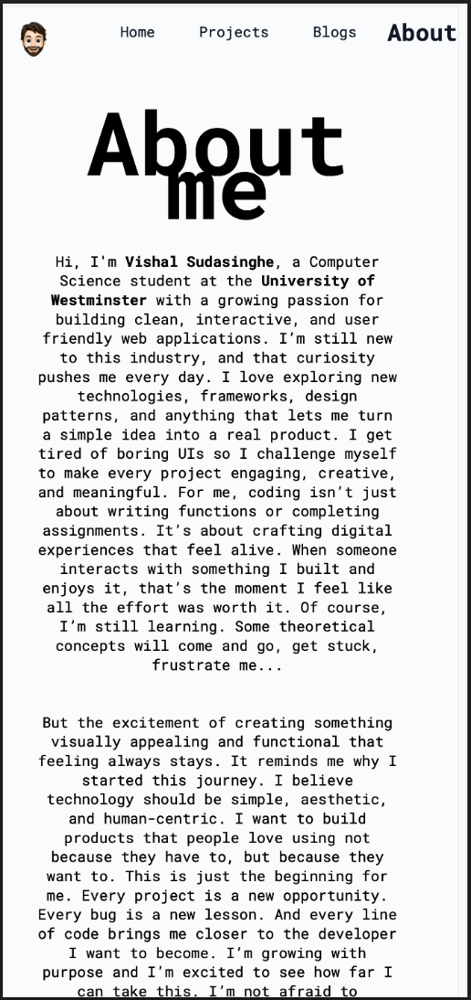 Home Projects Blogs About
About
me
Hi, I'm Vishal Sudasinghe, a Computer
Science student at the University of
Westminster with a growing passion for
building clean, interactive, and user
friendly web applications. I’m still new
to this industry, and that curiosity
pushes me every day. I love exploring new
technologies, frameworks, design
patterns, and anything that lets me turn
a simple idea into a real product. I get
tired of boring UIs so I challenge myself
to make every project engaging, creative,
and meaningful. For me, coding isn’t just
about writing functions or completing
assignments. It’s about crafting digital
experiences that feel alive. When someone
interacts with something I built and
enjoys it, that’s the moment I feel like
all the effort was worth it. Of course,
I’m still learning. Some theoretical
concepts will come and go, get stuck,
frustrate me...
But the excitement of creating something
visually appealing and functional that
feeling always stays. It reminds me why I
started this journey. I believe
technology should be simple, aesthetic,
and human-centric. I want to build
products that people love using not
because they have to, but because they
want to. This is just the beginning for
me. Every project is a new opportunity.
Every bug is a new lesson. And every line
of code brings me closer to the developer
I want to become. I’m growing with
purpose and I’m excited to see how far I
can take this. I’m not afraid to